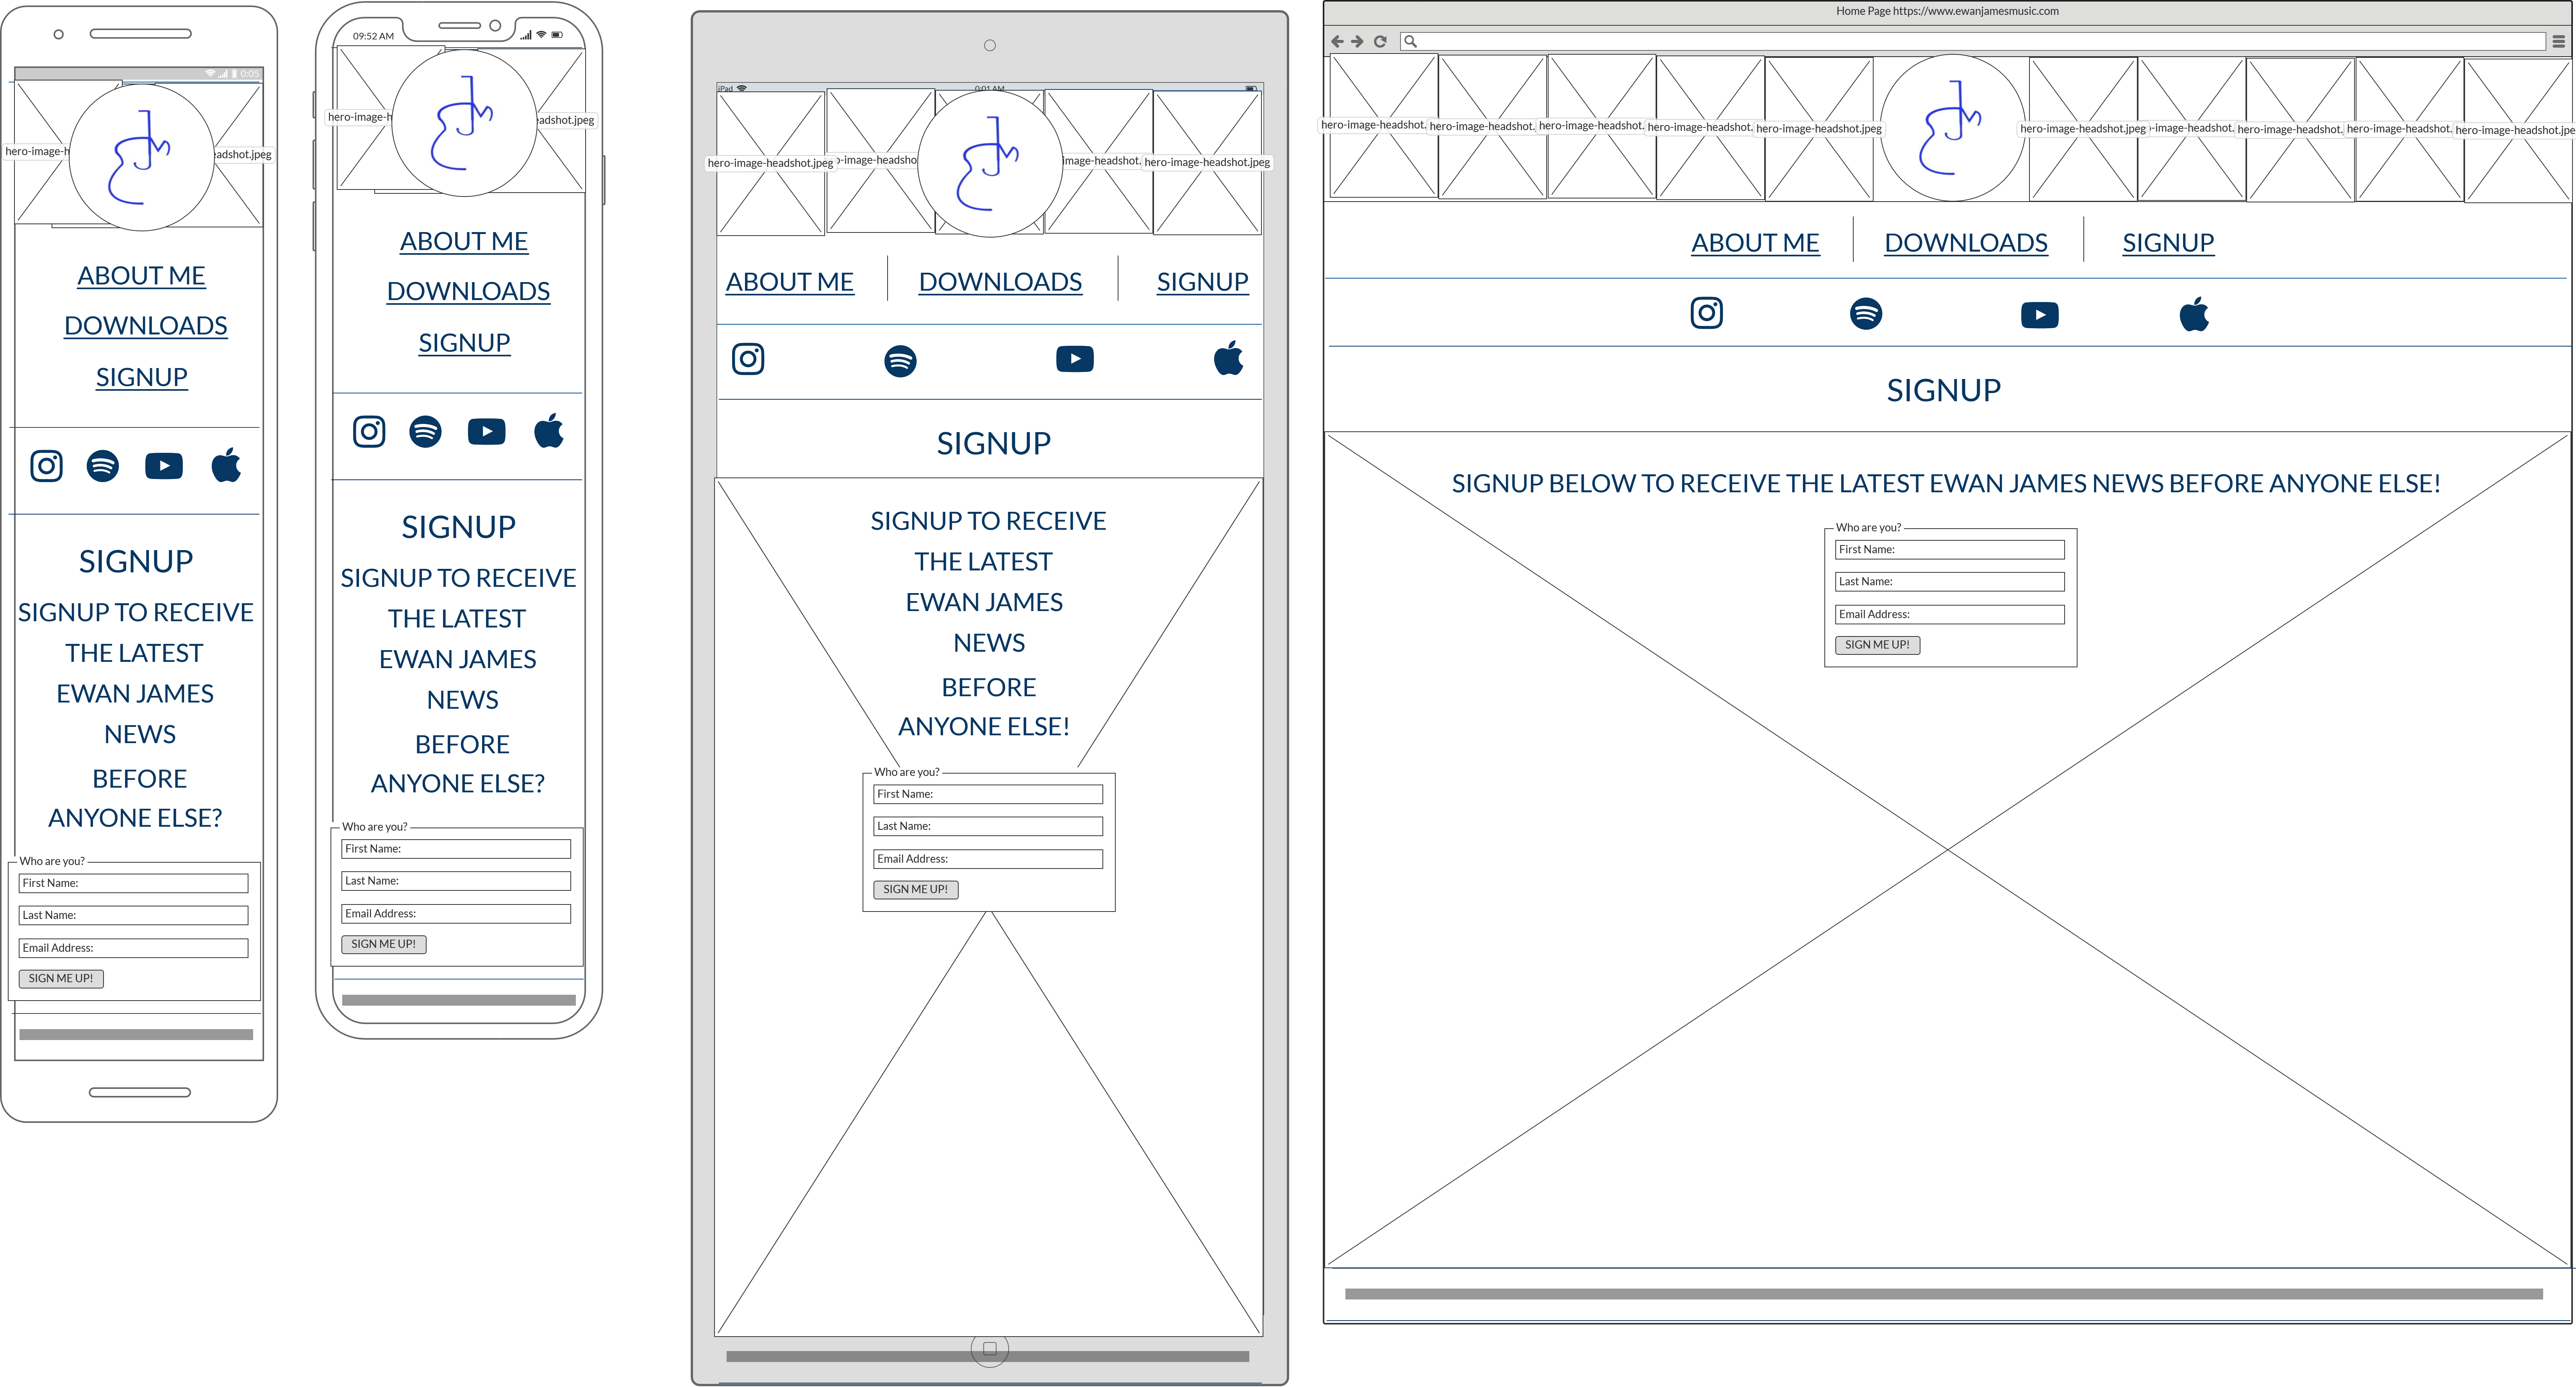 0:05
hero-image-h
eadshot.jpeg
ABOUT ME
DOWNLOADS
SIGNUP
SIGNUP
SIGNUP TO RECEIVE
THE LATEST
EWAN JAMES
NEWS
BEFORE
ANYONE ELSE?
Who are you?
First Name:
Last Name:
Email Address:
SIGN ME UP!
09:52 AM
hero-image-h
eadshot.jpeg
ABOUT ME
DOWNLOADS
SIGNUP
SIGNUP
SIGNUP TO RECEIVE
THE LATEST
EWAN JAMES
NEWS
BEFORE
ANYONE ELSE?
Who are you?
First Name:
Last Name:
Email Address:
SIGN ME UP!
iPad 0:01 AM
hero-image-headshot.jpeg o-image-headsho image-headshot. hero-image-headshot.jpeg
ABOUT ME DOWNLOADS SIGNUP
SIGNUP
SIGNUP TO RECEIVE
THE LATEST
EWAN JAMES
NEWS
BEFORE
ANYONE ELSE!
Who are you?
First Name:
Last Name:
Email Address:
SIGN ME UP!
Home Page https://www.ewanjamesmusic.com
hero-image-headshot. hero-image-headshot. hero-image-headshot. hero-image-headshot. hero-image-headshot.jpeg hero-image-headshot.jpeg o-image-headshot. hero-image-headshot. hero-image-headshot. hero-image-headshot.jpe
ABOUT ME DOWNLOADS SIGNUP
SIGNUP
SIGNUP BELOW TO RECEIVE THE LATEST EWAN JAMES NEWS BEFORE ANYONE ELSE!
Who are you?
First Name:
Last Name:
Email Address:
SIGN ME UP!